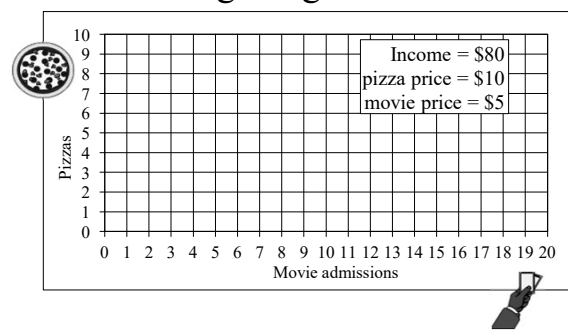 10
9
8
7
6
5
4
3
2
1
0
Pizzas
Income = $80
pizza price = $10
movie price = $5
0 1 2 3 4 5 6 7 8 9 10 11 12 13 14 15 16 17 18 19 20
Movie admissions